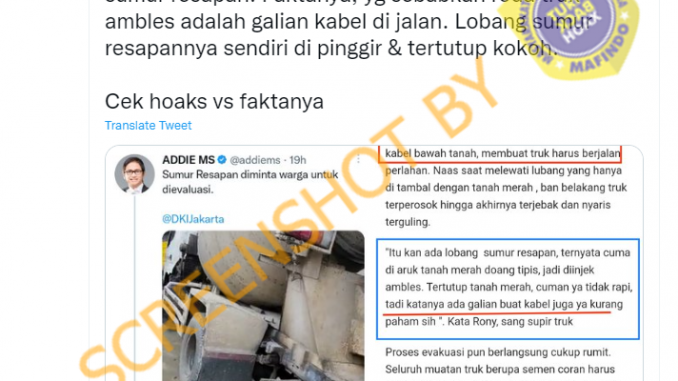 ambles adalah galian kabel di jalan. Lobang sumur
resapannya sendiri di pinggir & tertutup kokoh.
Cek hoaks vs faktanya
Translate Tweet
ADDIE MS @addiems · 19h
Sumur Resapan diminta warga untuk
dievaluasi.
@DKIJakarta
kabel bawah tanah, membuat truk harus berjalan
perlahan. Naas saat melewati lubang yang hanya
di tambal dengan tanah merah , ban belakang truk
terperosok hingga akhirnya terjebak dan nyaris
terguling.
"Itu kan ada lobang sumur resapan, ternyata cuma
di aruk tanah merah doang tipis, jadi diinjek
ambles. Tertutup tanah merah, cuman ya tidak rapi,
tadi katanya ada galian buat kabel juga ya kurang
paham sih ". Kata Rony, sang supir truk
Proses evakuasi pun berlangsung cukup rumit.
Seluruh muatan truk berupa semen coran harus
SCREENSHOT BY
HOAX
MAFINDO